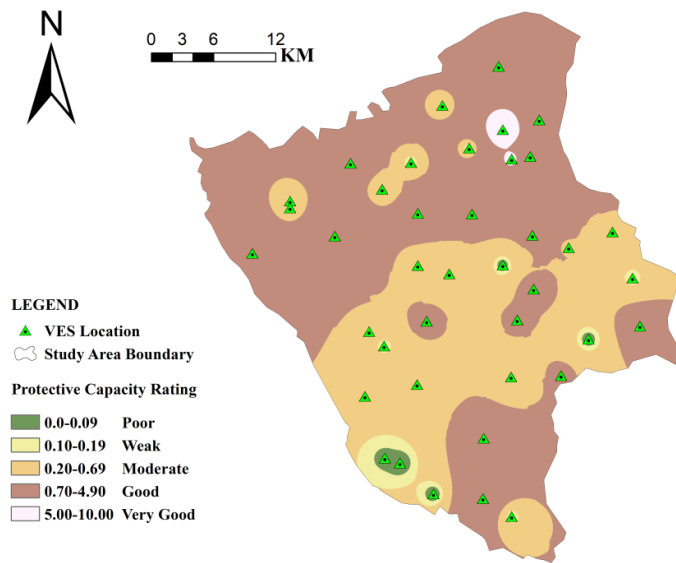 N
0 3 6 12
KM
LEGEND
VES Location
Study Area Boundary
Protective Capacity Rating
0.0-0.09 Poor
0.10-0.19 Weak
0.20-0.69 Moderate
0.70-4.90 Good
5.00-10.00 Very Good